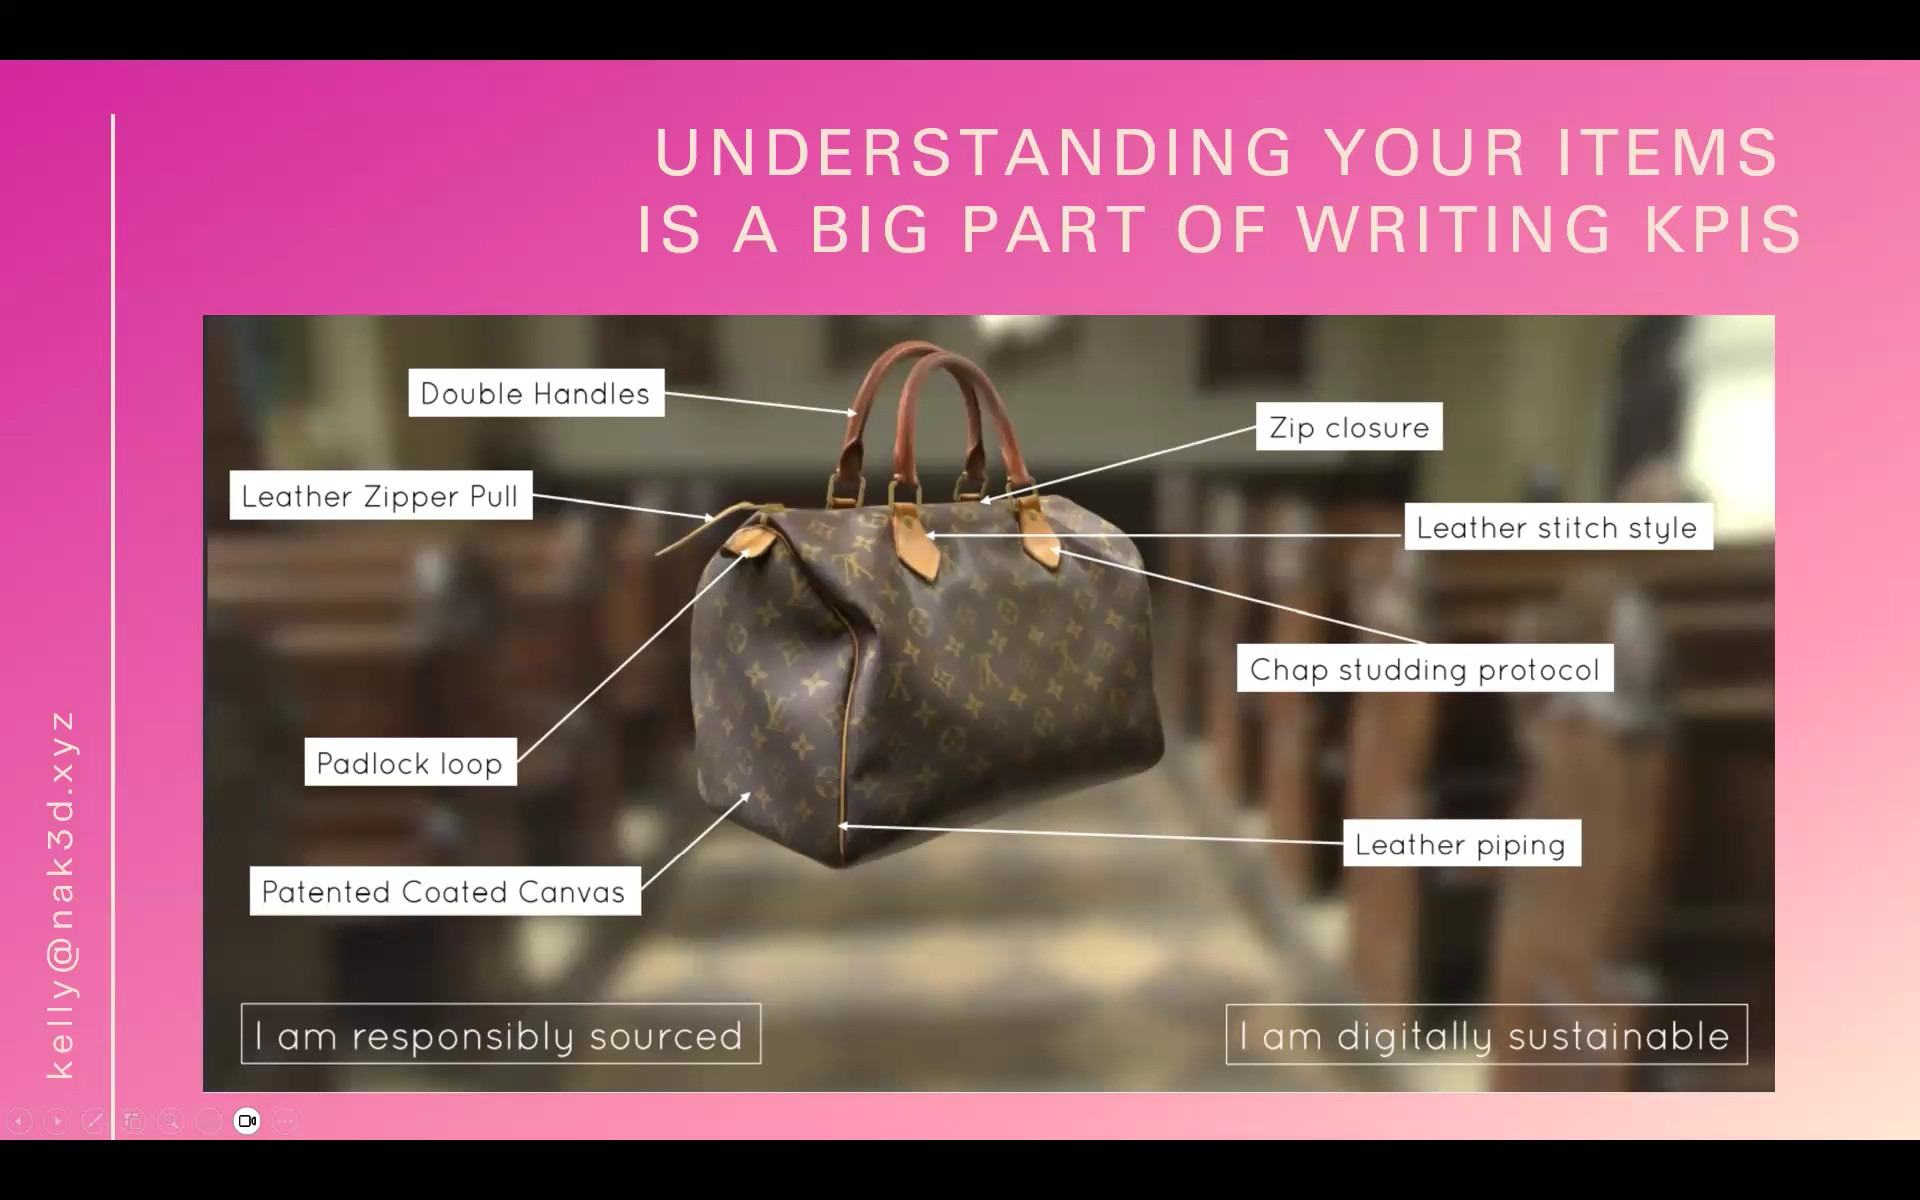 UNDERSTANDING YOUR ITEMS
IS A BIG PART OF WRITING KPIS
Double Handles
Zip closure
Leather Zipper Pull
Leather stitch style
Chap studding protocol
Padlock loop
Leather piping
Patented Coated Canvas
I am responsibly sourced
I am digitally sustainable
kelly@nak3d.xyz